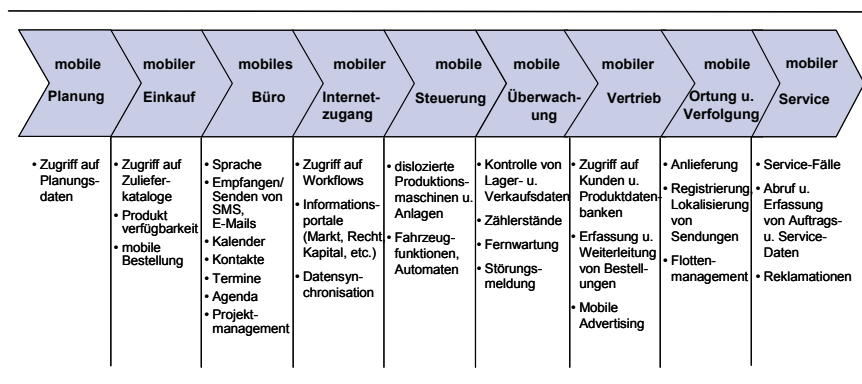 mobile
Planung
mobiler
Einkauf
mobiles
Büro
mobiler
Internet-
zugang
mobile
Steuerung
mobile
Überwach-
ung
mobiler
Vertrieb
mobile
Ortung u.
Verfolgung
mobiler
Service
• Zugriff auf
Planungs-
daten
• Zugriff auf
Zuliefer-
kataloge
• Produkt
verfügbarkeit
• mobile
Bestellung
• Sprache
• Empfangen/
Senden von
SMS,
E-Mails
• Kalender
• Kontakte
• Termine
• Agenda
• Projekt-
management
• Zugriff auf
Workflows
• Informations-
portale
(Markt, Recht
Kapital, etc.)
• Datensyn-
chronisation
• dislozierte
Produktions-
maschinen u.
Anlagen
• Fahrzeug-
funktionen,
Automaten
• Kontrolle von
Lager- u.
Verkaufsdaten
• Zählerstände
• Fernwartung
• Störungs-
meldung
• Zugriff auf
Kunden u.
Produktdaten-
banken
• Erfassung u.
Weiterleitung
von Bestell-
ungen
• Mobile
Advertising
• Anlieferung
• Registrierung,
Lokalisierung
von
Sendungen
• Flotten-
management
• Service-Fälle
• Abruf u.
Erfassung
von Auftrags-
u. Service-
Daten
• Reklamationen